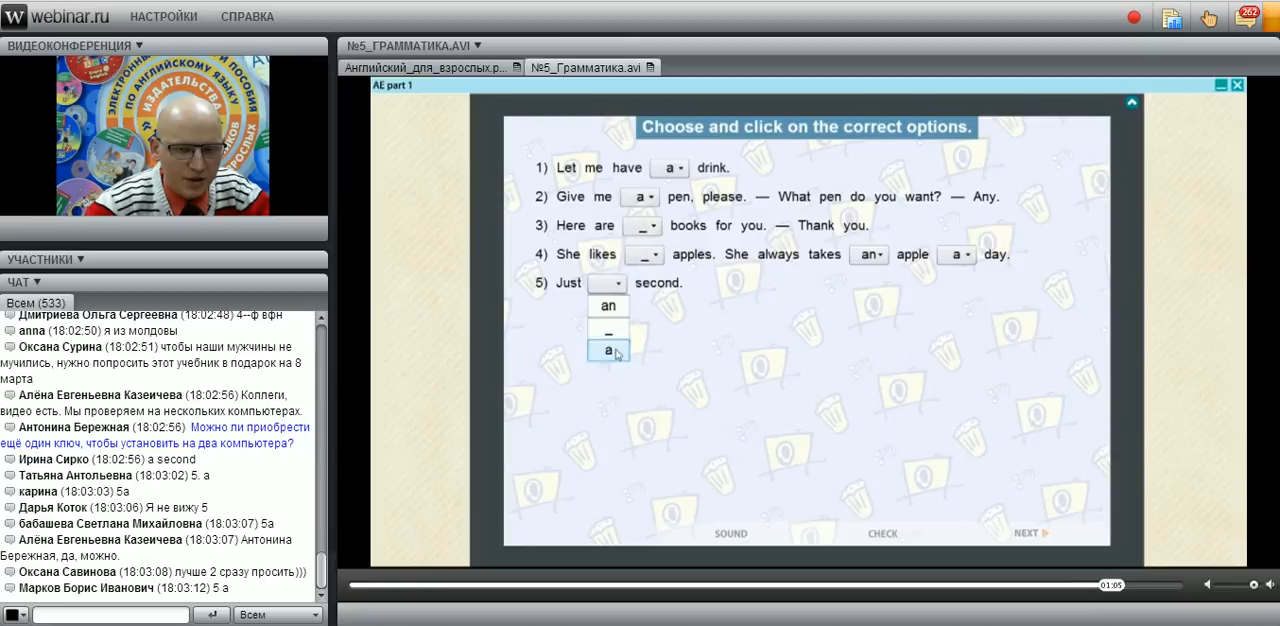 W webinar.ru НАСТРОЙКИ СПРАВКА
262
ВИДЕОКОНФЕРЕНЦИЯ
ЭЛЕКТРОННЫЕ
ПОСОБИЯ
ПО АНГЛИЙСКОМУ ЯЗЫКУ
ИЗДАТЕЛЬСТВА
УЧАСТНИКИ
ЧАТ
Всем (533)
Дмитриева Ольга Сергеевна (18:02:48) 4--ф вфн
anna (18:02:50) я из молдовы
Оксана Сурина (18:02:51) чтобы наши мужчины не
мучились, нужно попросить этот учебник в подарок на 8
марта
Алёна Евгеньевна Казеичева (18:02:56) Коллеги,
видео есть. Мы проверяем на нескольких компьютерах.
Антонина Бережная (18:02:56) Можно ли приобрести
ещё один ключ, чтобы установить на два компьютера?
Ирина Сирко (18:02:56) a second
Татьяна Антольевна (18:03:02) 5. а
карина (18:03:03) 5а
Дарья Коток (18:03:06) Я не вижу 5
бабашева Светлана Михайловна (18:03:07) 5а
Алёна Евгеньевна Казеичева (18:03:07) Антонина
Бережная, да, можно.
Оксана Савинова (18:03:08) лучше 2 сразу просить)))
Марков Борис Иванович (18:03:12) 5 а
Всем
№5_ГРАММАТИКА.AVI
Английский_для_взрослых.р... №5_Грамматика.avi
AE part 1
Choose and click on the correct options.
1) Let me have a drink.
2) Give me a pen, please. — What pen do you want? — Any.
3) Here are _ books for you. — Thank you.
4) She likes _ apples. She always takes an apple a day.
5) Just second.
an
_
a
SOUND CHECK NEXT
01:05